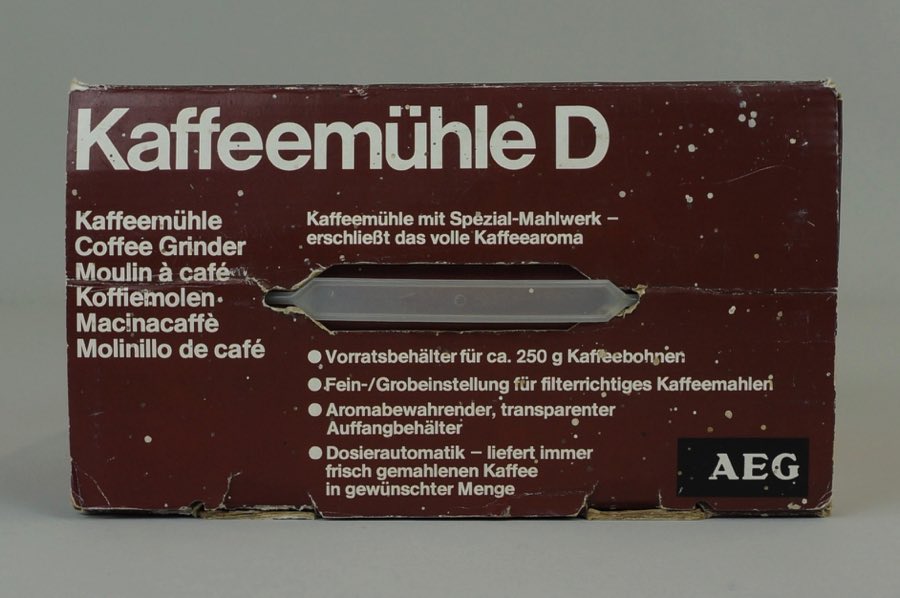 Kaffeemühle D
Kaffeemühle
Coffee Grinder
Moulin à café
Koffiemolen
Macinacaffè
Molinillo de café
Kaffeemühle mit Spezial-Mahlwerk –
erschließt das volle Kaffeearoma
● Vorratsbehälter für ca. 250 g Kaffeebohnen
● Fein-/Grobeinstellung für filterrichtiges Kaffeemahlen
● Aromabewahrender, transparenter
Auffangbehälter
● Dosierautomatik – liefert immer
frisch gemahlenen Kaffee
in gewünschter Menge
AEG